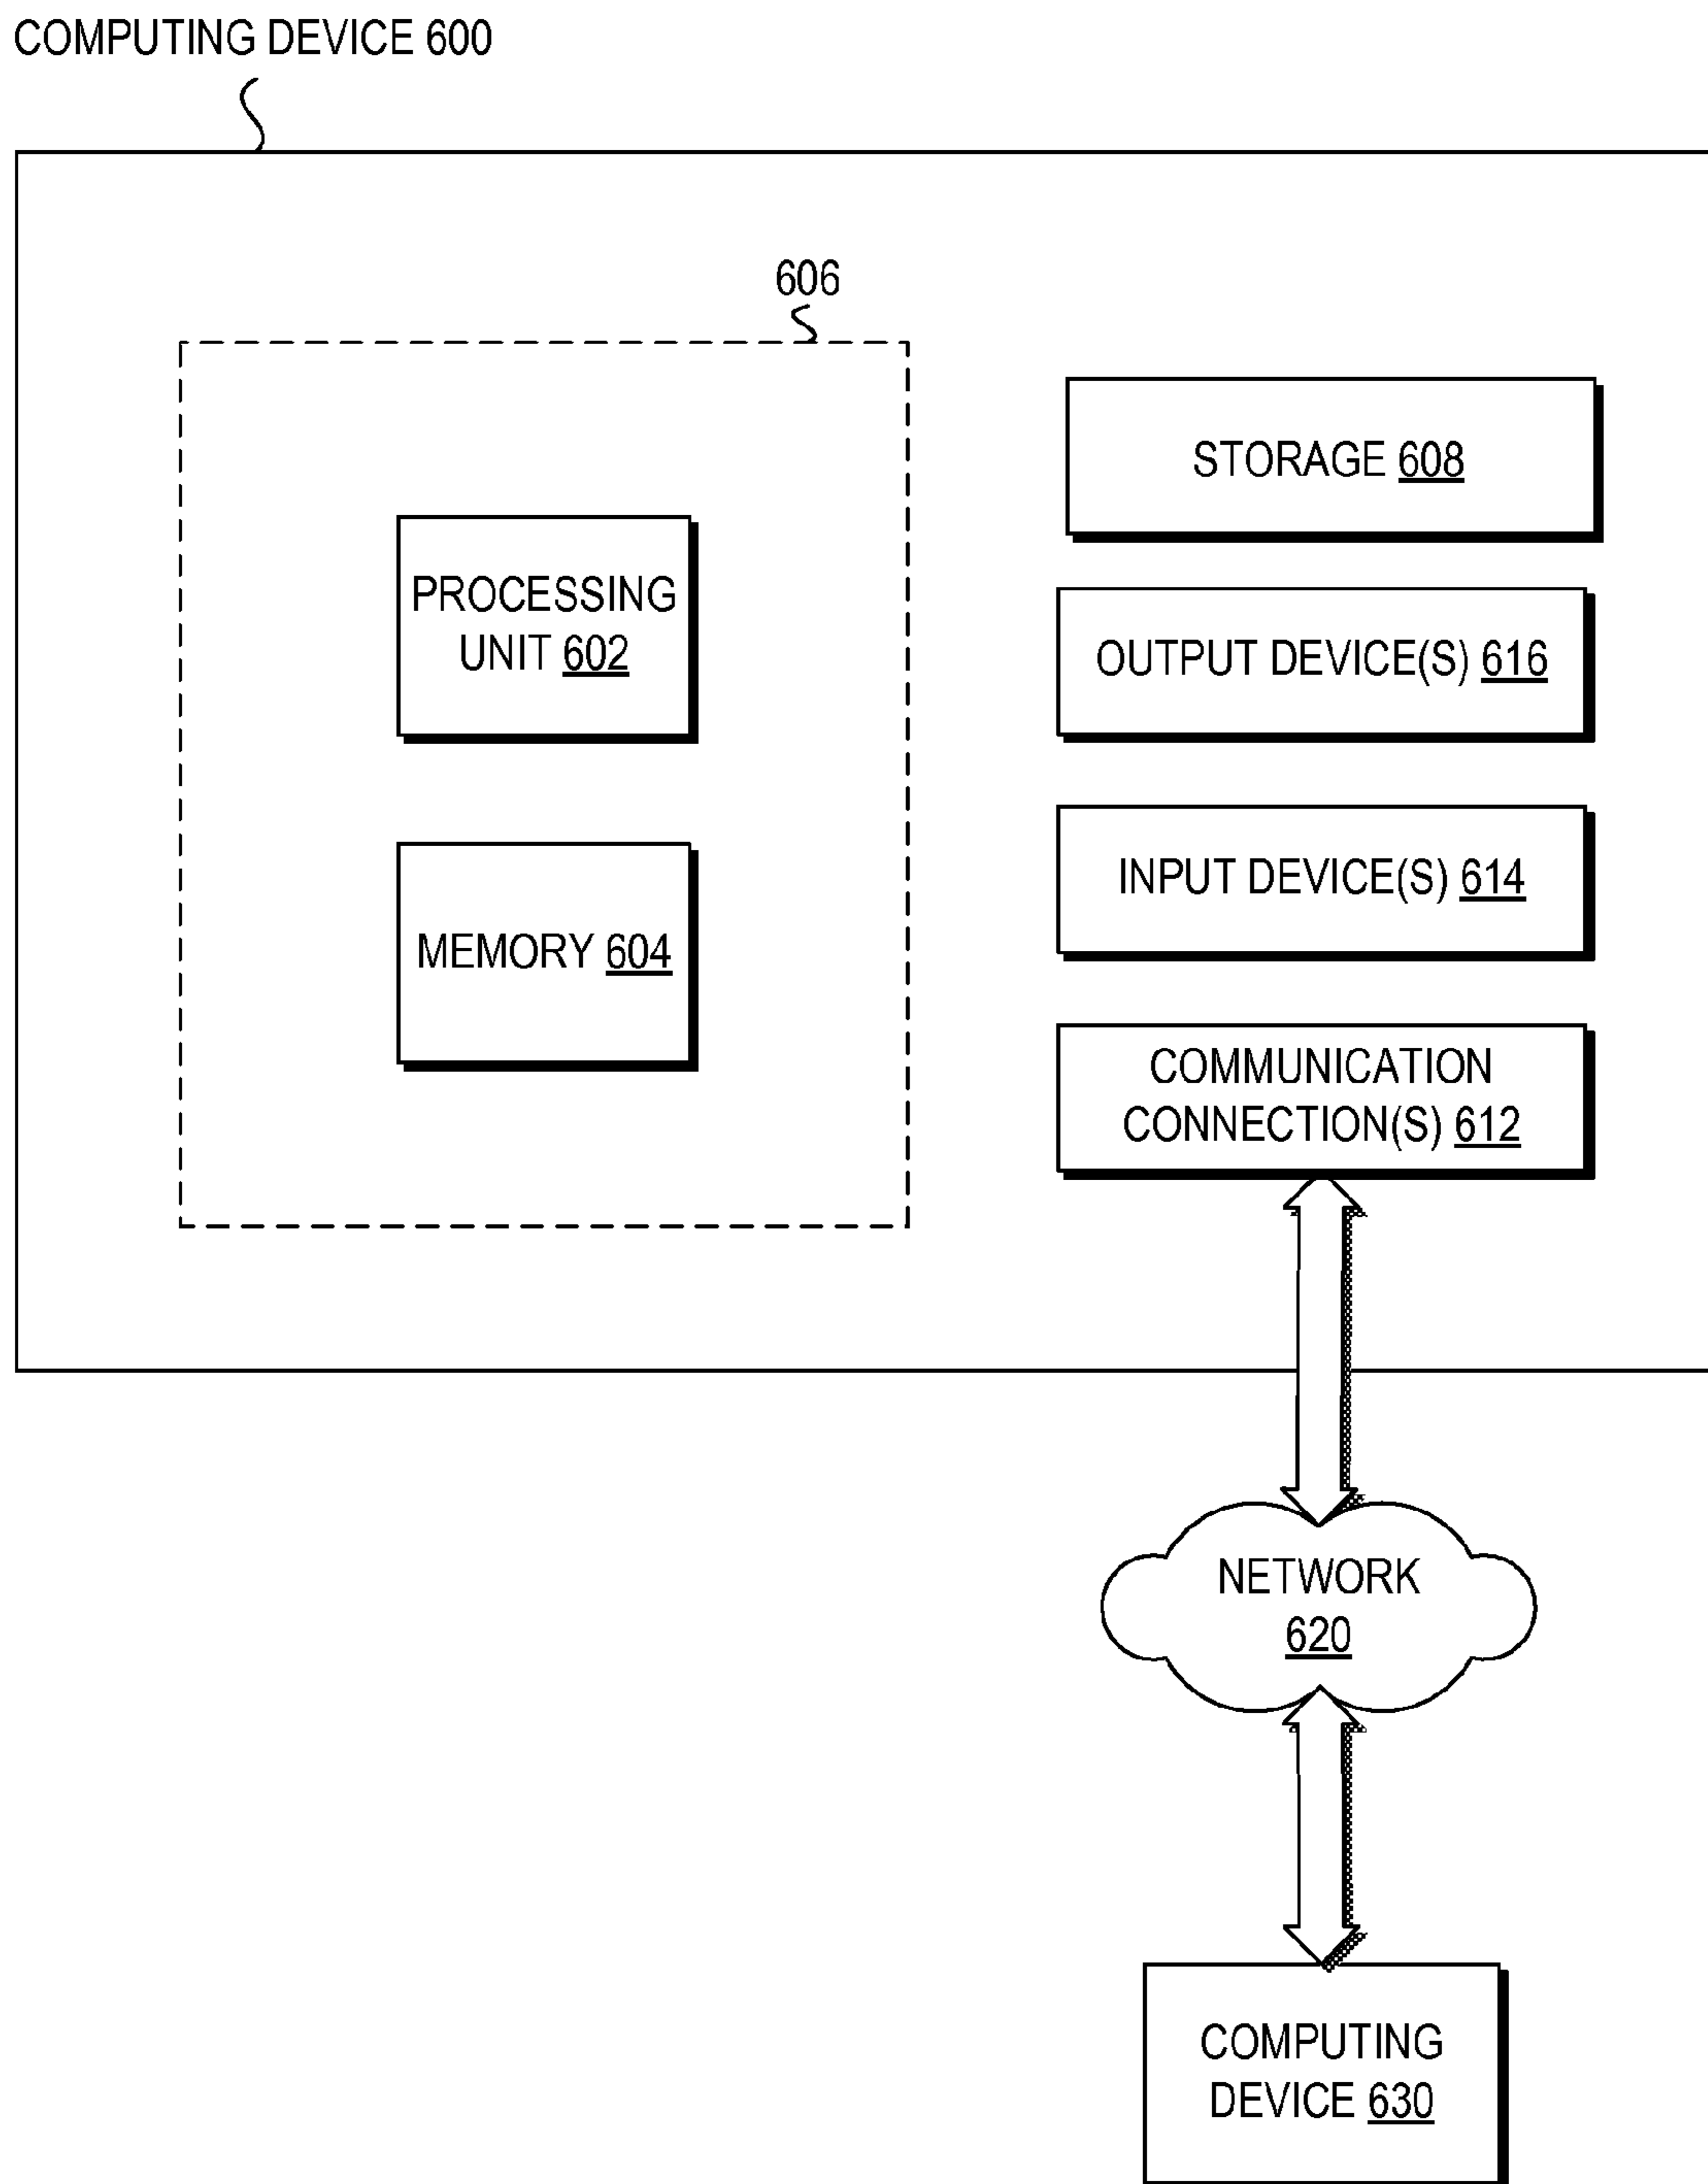 COMPUTING DEVICE 600
606
PROCESSING
UNIT 602
MEMORY 604
STORAGE 608
OUTPUT DEVICE(S) 616
INPUT DEVICE(S) 614
COMMUNICATION
CONNECTION(S) 612
NETWORK
620
COMPUTING
DEVICE 630